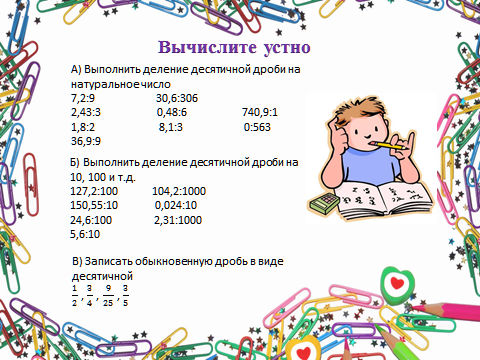 Вычислите устно
А) Выполнить деление десятичной дроби на
натуральное число
7,2:9 30,6:306
2,43:3 0,48:6 740,9:1
1,8:2 8,1:3 0:563
36,9:9
Б) Выполнить деление десятичной дроби на
10, 100 и т.д.
127,2:100 104,2:1000
150,55:10 0,024:10
24,6:100 2,31:1000
5,6:10
В) Записать обыкновенную дробь в виде
десятичной
1/2, 3/4, 9/25, 3/5